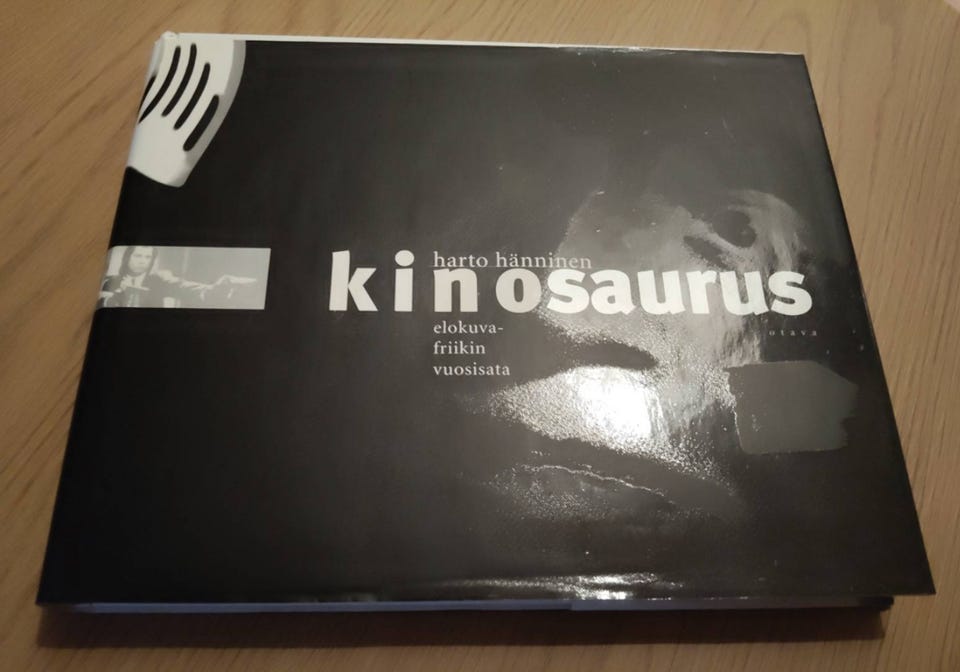 harto hänninen
kinosaurus
otava
elokuva-
friikin
vuosisata